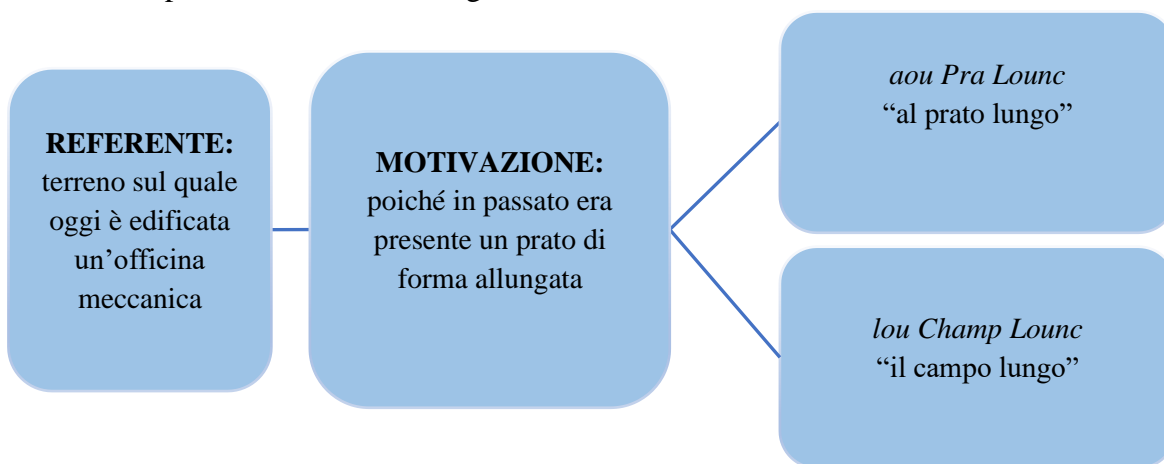 REFERENTE:
terreno sul quale
oggi è edificata
un’officina
meccanica
MOTIVAZIONE:
poiché in passato era
presente un prato di
forma allungata
aou Pra Lounc
“al prato lungo”
lou Champ Lounc
“il campo lungo”